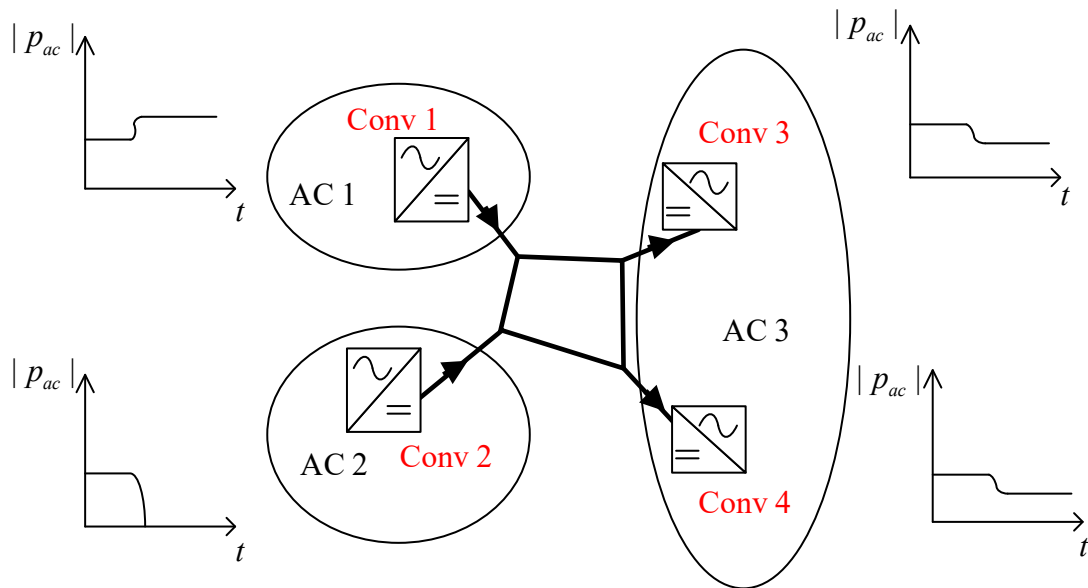 | p_ac |
t
| p_ac |
t
Conv 1
AC 1
Conv 3
AC 3
| p_ac |
t
AC 2
Conv 2
Conv 4
| p_ac |
t